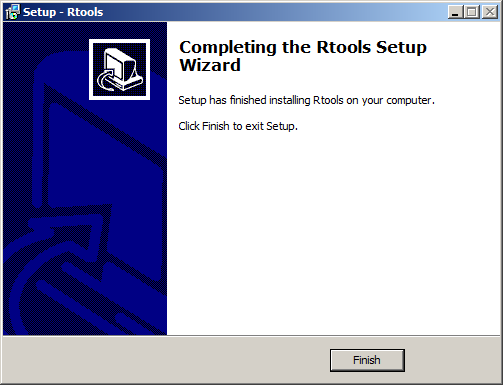 Setup - Rtools
Completing the Rtools Setup
Wizard
Setup has finished installing Rtools on your computer.
Click Finish to exit Setup.
Finish